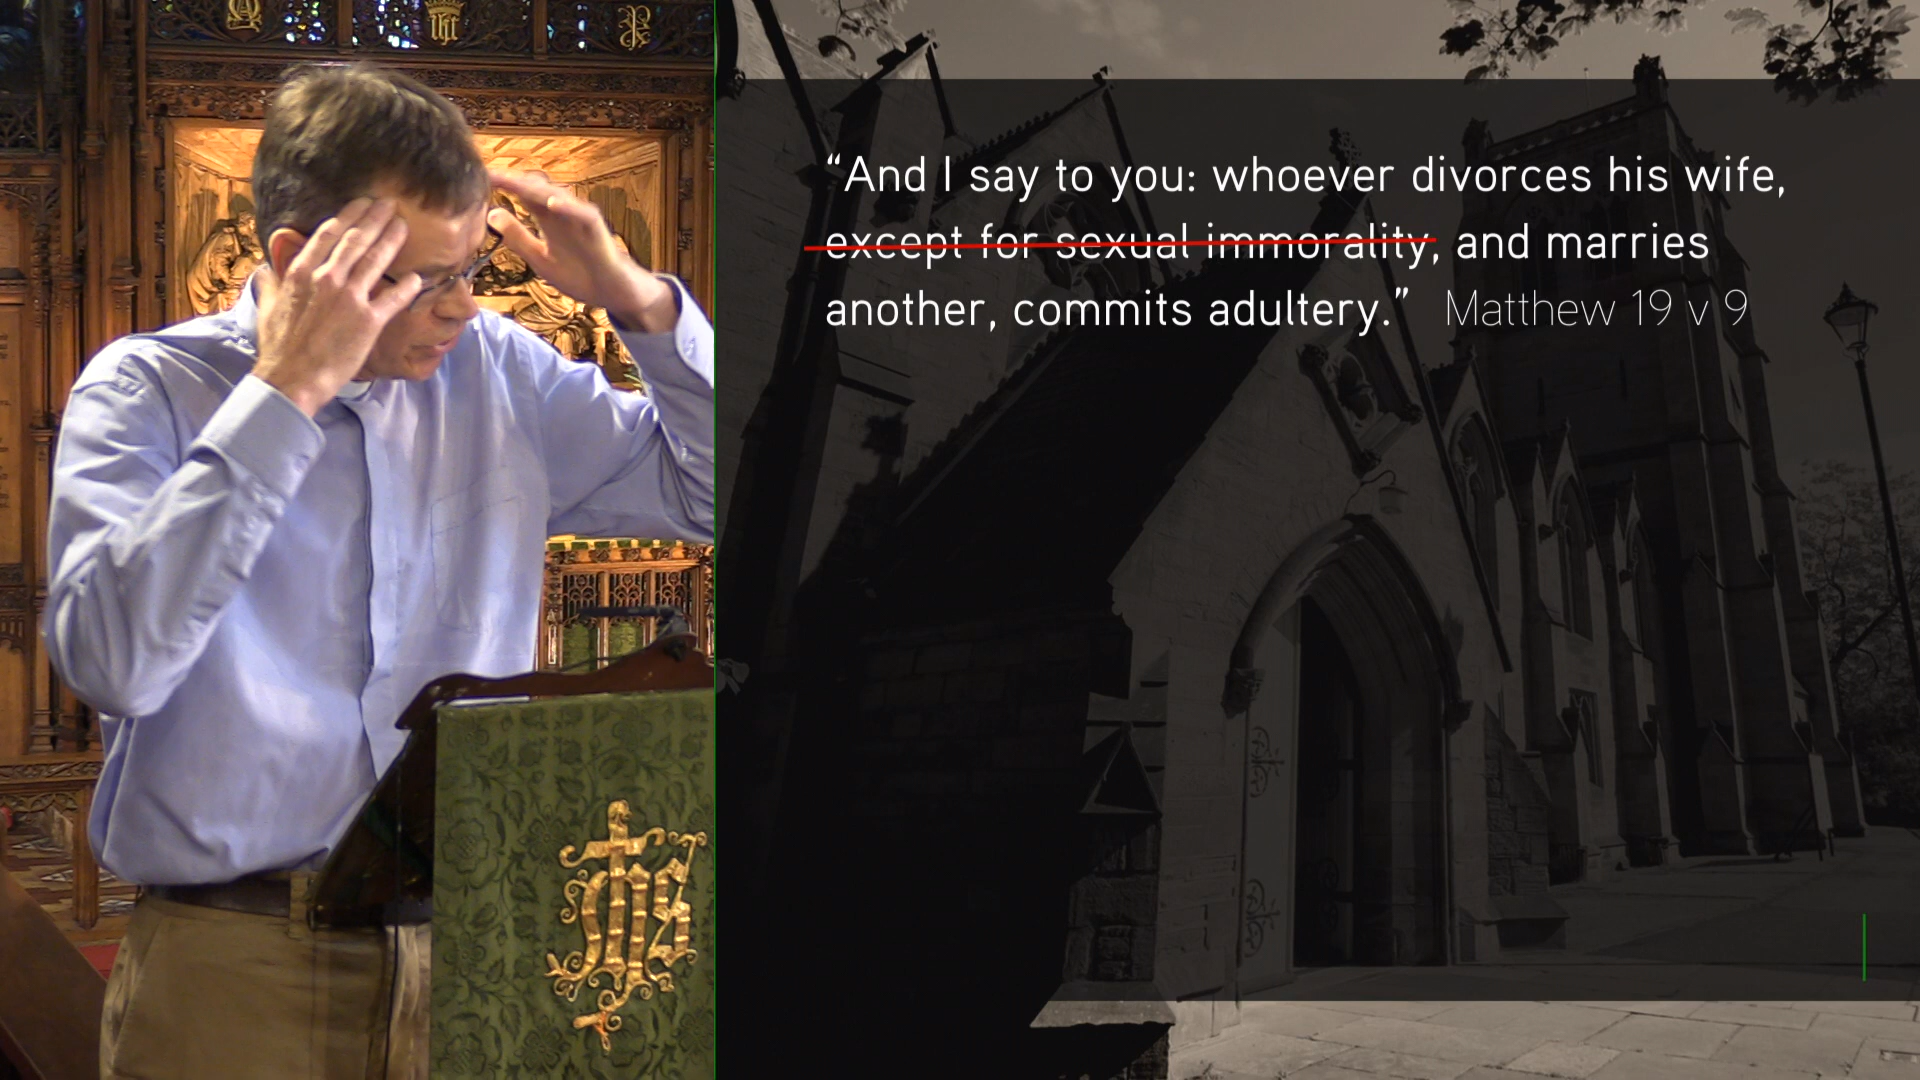 “And I say to you: whoever divorces his wife,
except for sexual immorality, and marries
another, commits adultery.” Matthew 19 v 9
ihs